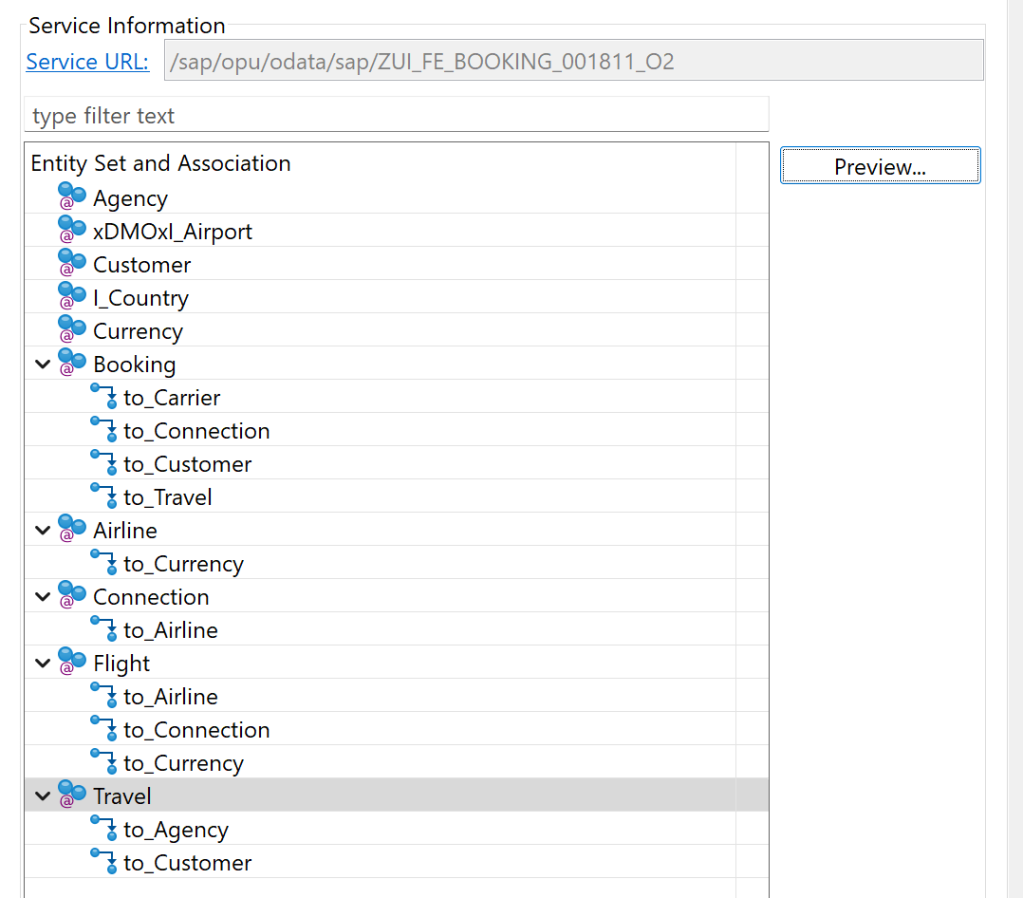 Service Information
Service URL: /sap/opu/odata/sap/ZUI_FE_BOOKING_001811_O2
type filter text
Entity Set and Association
Preview...
Agency
xDMOxI_Airport
Customer
I_Country
Currency
Booking
to_Carrier
to_Connection
to_Customer
to_Travel
Airline
to_Currency
Connection
to_Airline
Flight
to_Airline
to_Connection
to_Currency
Travel
to_Agency
to_Customer